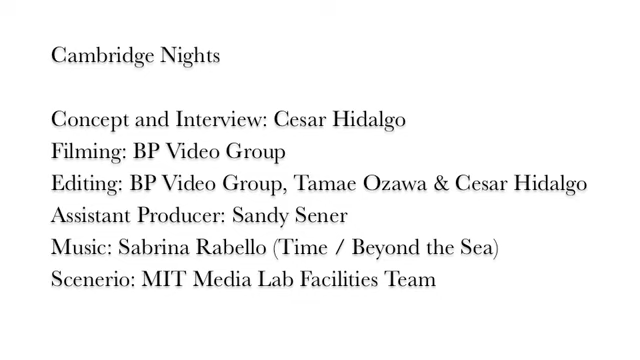 Cambridge Nights
Concept and Interview: Cesar Hidalgo
Filming: BP Video Group
Editing: BP Video Group, Tamae Ozawa & Cesar Hidalgo
Assistant Producer: Sandy Sener
Music: Sabrina Rabello (Time / Beyond the Sea)
Scenerio: MIT Media Lab Facilities Team